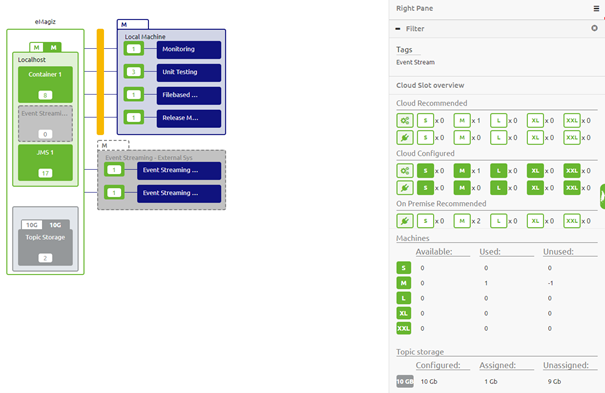 eMagiz
M M
Localhost
Container 1
8
Event Streami...
0
JMS 1
17
10G 10G
Topic Storage
2
M
Local Machine
1 Monitoring
3 Unit Testing
1 Filebased ...
1 Release M...
M
Event Streaming - External Sys
1 Event Streaming ...
1 Event Streaming ...
Right Pane
Filter
Tags
Event Stream
Cloud Slot overview
Cloud Recommended
S x 0 M x 1 L x 0 XL x 0 XXL x 0
S x 0 M x 0 L x 0 XL x 0 XXL x 0
Cloud Configured
S x 0 M x 1 L x 0 XL x 0 XXL x 0
S x 0 M x 0 L x 0 XL x 0 XXL x 0
On Premise Recommended
S x 0 M x 2 L x 0 XL x 0 XXL x 0
Machines
Available: Used: Unused:
S 0 0 0
M 0 1 -1
L 0 0 0
XL 0 0 0
XXL 0 0 0
Topic storage
Configured: Assigned: Unassigned:
10 GB 10 Gb 1 Gb 9 Gb